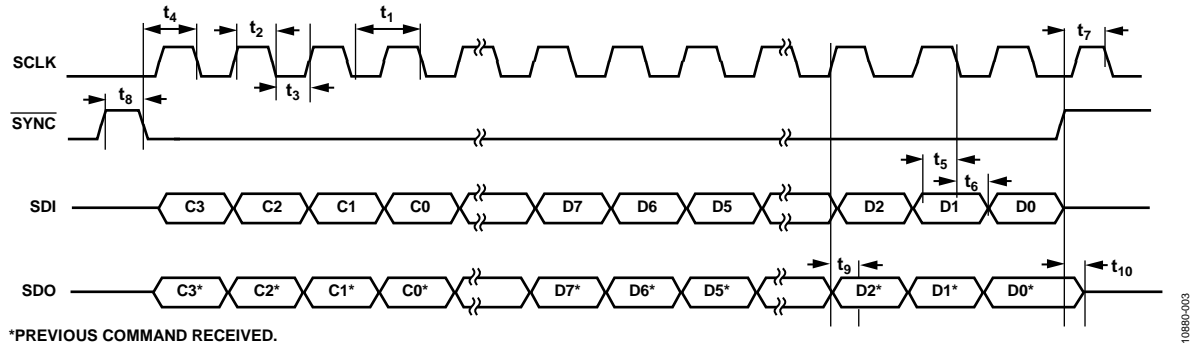 t4 t2 t1 t7
SCLK
t8 t3
SYNC
t5
t6
SDI C3 C2 C1 C0 D7 D6 D5 D2 D1 D0
t9 t10
SDO C3* C2* C1* C0* D7* D6* D5* D2* D1* D0*
*PREVIOUS COMMAND RECEIVED.
10880-003